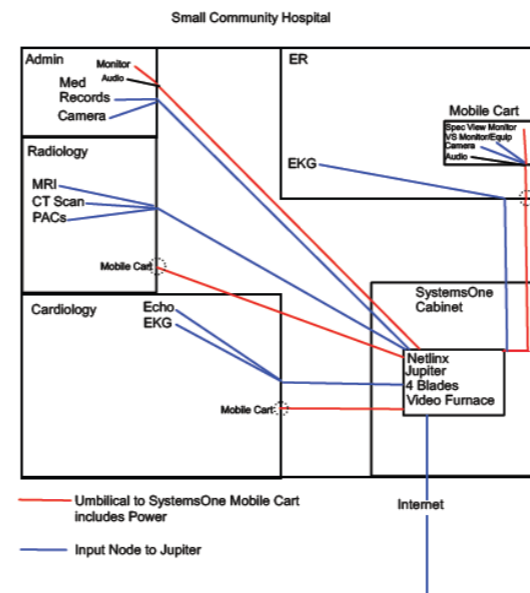 Small Community Hospital
Admin
Monitor
Audio
Med
Records
Camera
ER
Mobile Cart
Spec View Monitor
VS Monitor/Equip
Camera
Audio
EKG
Radiology
MRI
CT Scan
PACs
Mobile Cart
SystemsOne
Cabinet
Cardiology
Echo
EKG
Mobile Cart
Netlinx
Jupiter
4 Blades
Video Furnace
Umbilical to SystemsOne Mobile Cart
includes Power
Internet
Input Node to Jupiter